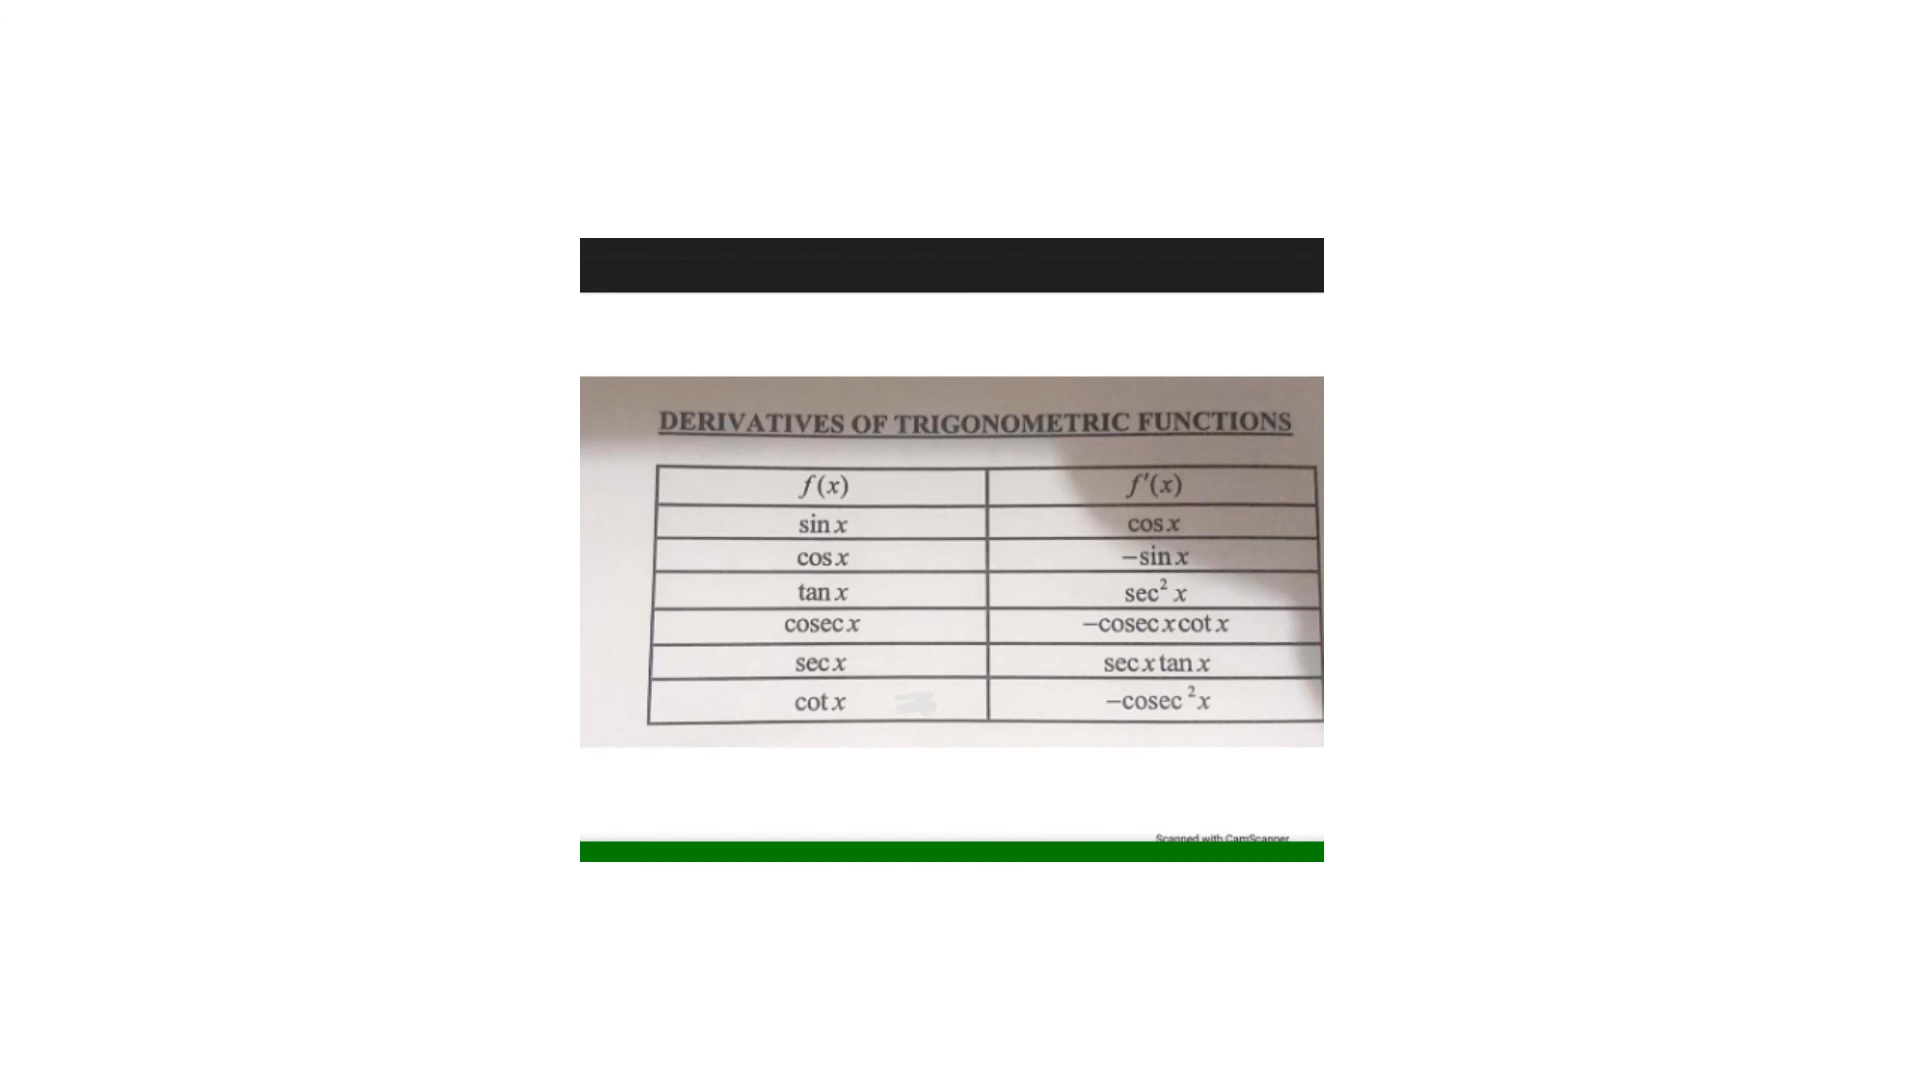 DERIVATIVES OF TRIGONOMETRIC FUNCTIONS
f(x) f′(x)
sin x cos x
cos x −sin x
tan x sec² x
cosec x −cosec x cot x
sec x sec x tan x
cot x −cosec ²x
Scanned with CamScanner